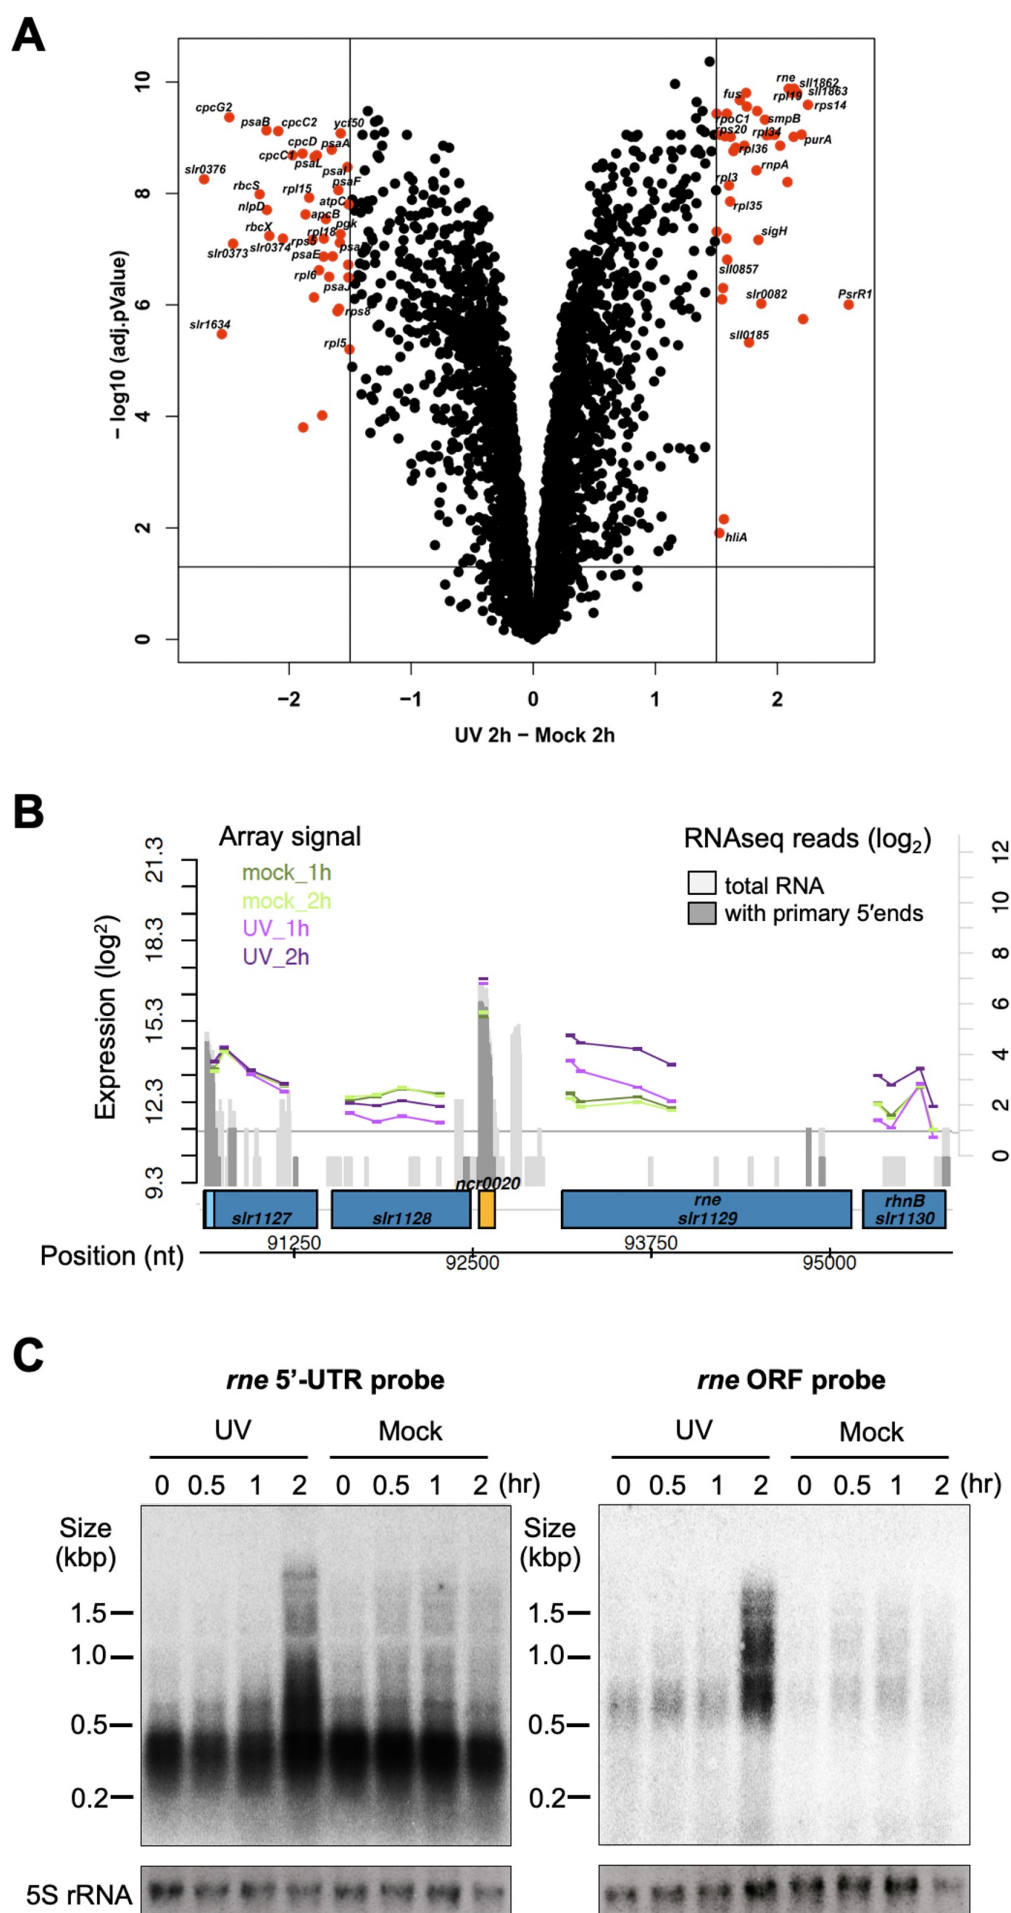 A
10
8
6
4
2
0
− log10 (adj.pValue)
cpcG2
psaB
cpcC2
ycf50
cpcD
psaA
cpcC1
psaL
psaI
slr0376
psaF
rbcS
rpl15
atpC
nlpD
apcB
pgk
rbcX
rpl18
slr0373
slr0374
rps5
psaE
rpl6
psaJ
rps8
slr1634
rpl5
rne
sll1862
fus
rpl19
sll1863
rps14
rpoC1
smpB
rps20
rpl34
purA
rpl36
rnpA
rpl3
rpl35
sigH
sll0857
slr0082
PsrR1
sll0185
hliA
−2 −1 0 1 2
UV 2h − Mock 2h
B
Array signal
mock_1h
mock_2h
UV_1h
UV_2h
RNAseq reads (log2)
total RNA
with primary 5′ends
Expression (log2)
21.3
18.3
15.3
12.3
9.3
12
10
8
6
4
2
0
ncr0020
slr1127
slr1128
rne
slr1129
rhnB
slr1130
Position (nt)
91250
92500
93750
95000
C
rne 5’-UTR probe
UV Mock
0 0.5 1 2 0 0.5 1 2 (hr)
Size
(kbp)
1.5
1.0
0.5
0.2
5S rRNA
rne ORF probe
UV Mock
0 0.5 1 2 0 0.5 1 2 (hr)
Size
(kbp)
1.5
1.0
0.5
0.2